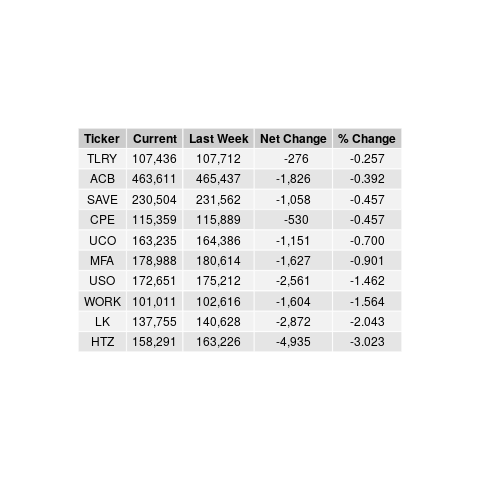 Ticker Current Last Week Net Change % Change
TLRY 107,436 107,712 -276 -0.257
ACB 463,611 465,437 -1,826 -0.392
SAVE 230,504 231,562 -1,058 -0.457
CPE 115,359 115,889 -530 -0.457
UCO 163,235 164,386 -1,151 -0.700
MFA 178,988 180,614 -1,627 -0.901
USO 172,651 175,212 -2,561 -1.462
WORK 101,011 102,616 -1,604 -1.564
LK 137,755 140,628 -2,872 -2.043
HTZ 158,291 163,226 -4,935 -3.023